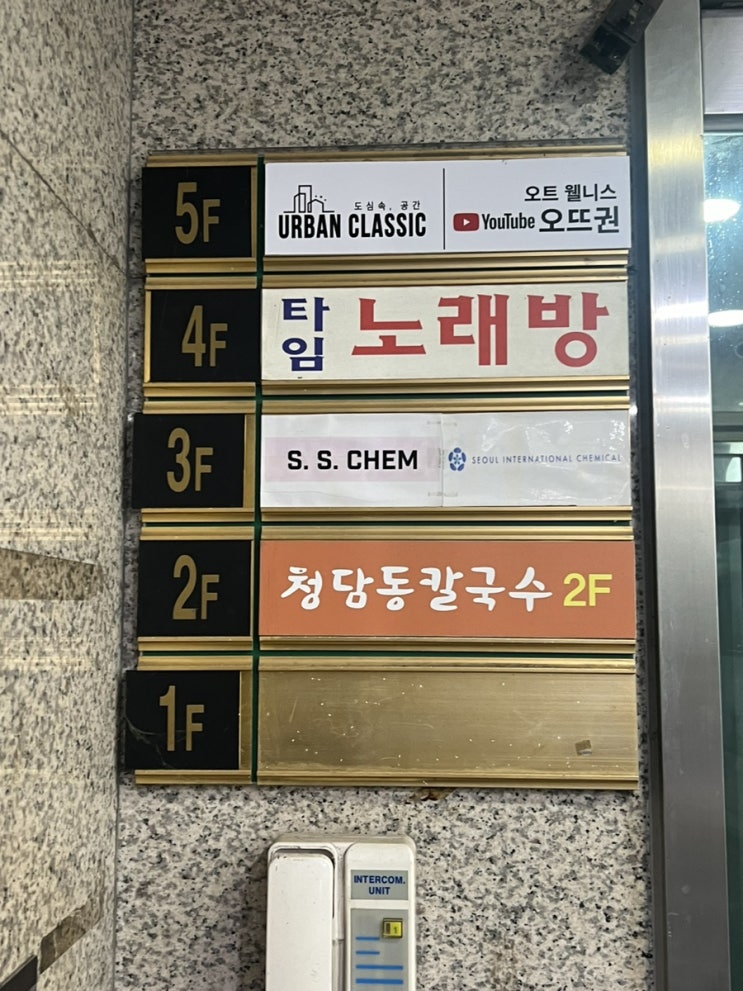 5F
도심속, 공간
URBAN CLASSIC
오트 웰니스
YouTube 오뜨퀀
4F
타임 노래방
3F
S. S. CHEM
SEOUL INTERNATIONAL CHEMICAL
2F
청담동칼국수 2F
1F
INTERCOM.
UNIT
1